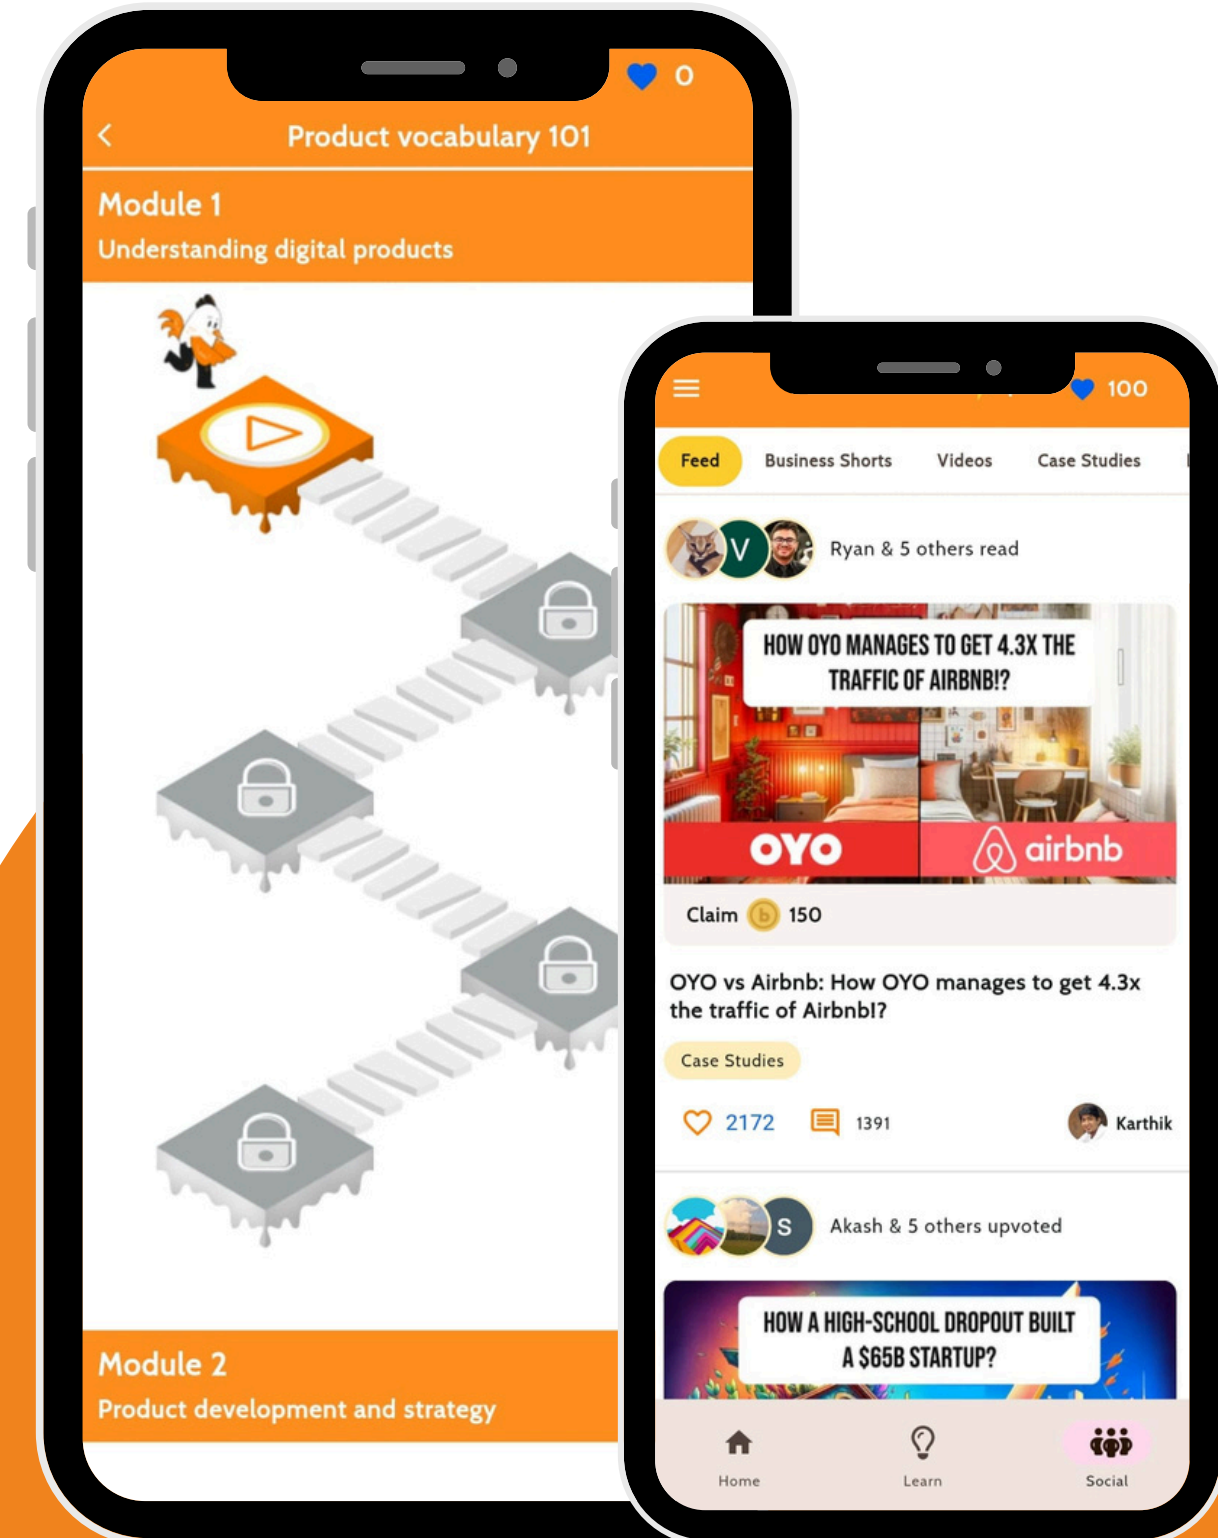 0
Product vocabulary 101
Module 1
Understanding digital products
Module 2
Product development and strategy
100
Feed
Business Shorts
Videos
Case Studies
V
Ryan & 5 others read
HOW OYO MANAGES TO GET 4.3X THE
TRAFFIC OF AIRBNB!?
OYO
airbnb
Claim b 150
OYO vs Airbnb: How OYO manages to get 4.3x
the traffic of Airbnb!?
Case Studies
2172
1391
Karthik
S
Akash & 5 others upvoted
HOW A HIGH-SCHOOL DROPOUT BUILT
A $65B STARTUP?
Home
Learn
Social